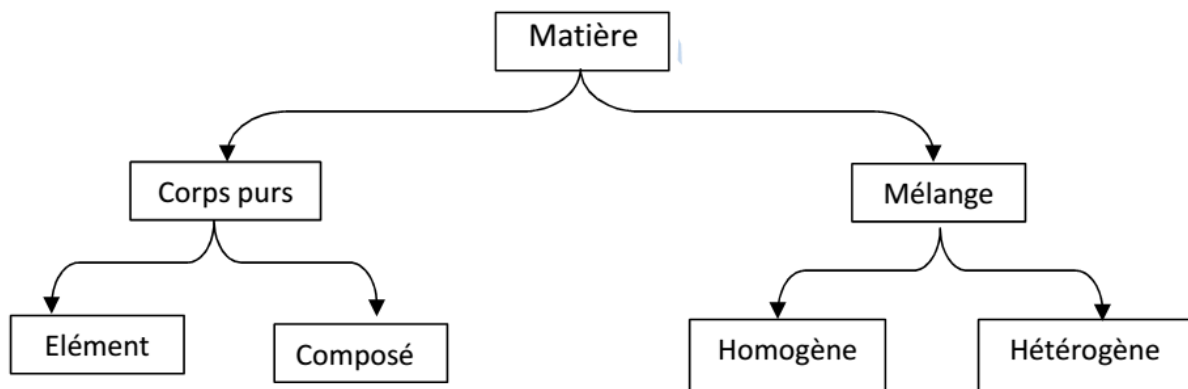 Matière
Corps purs
Mélange
Elément
Composé
Homogène
Hétérogène